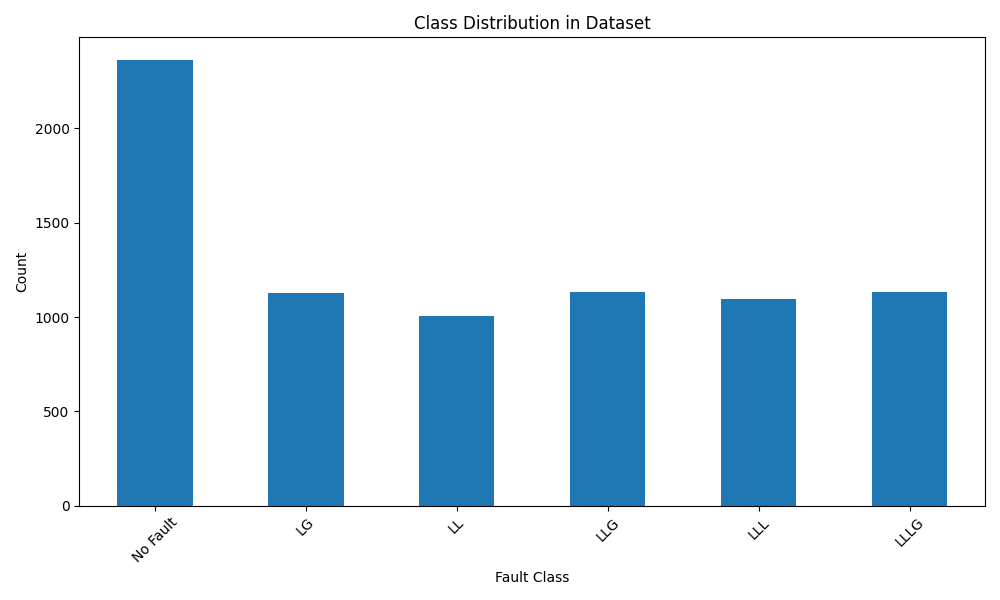 Class Distribution in Dataset
2000
1500
1000
500
0
Count
No Fault
LG
LL
LLG
LLL
LLLG
Fault Class